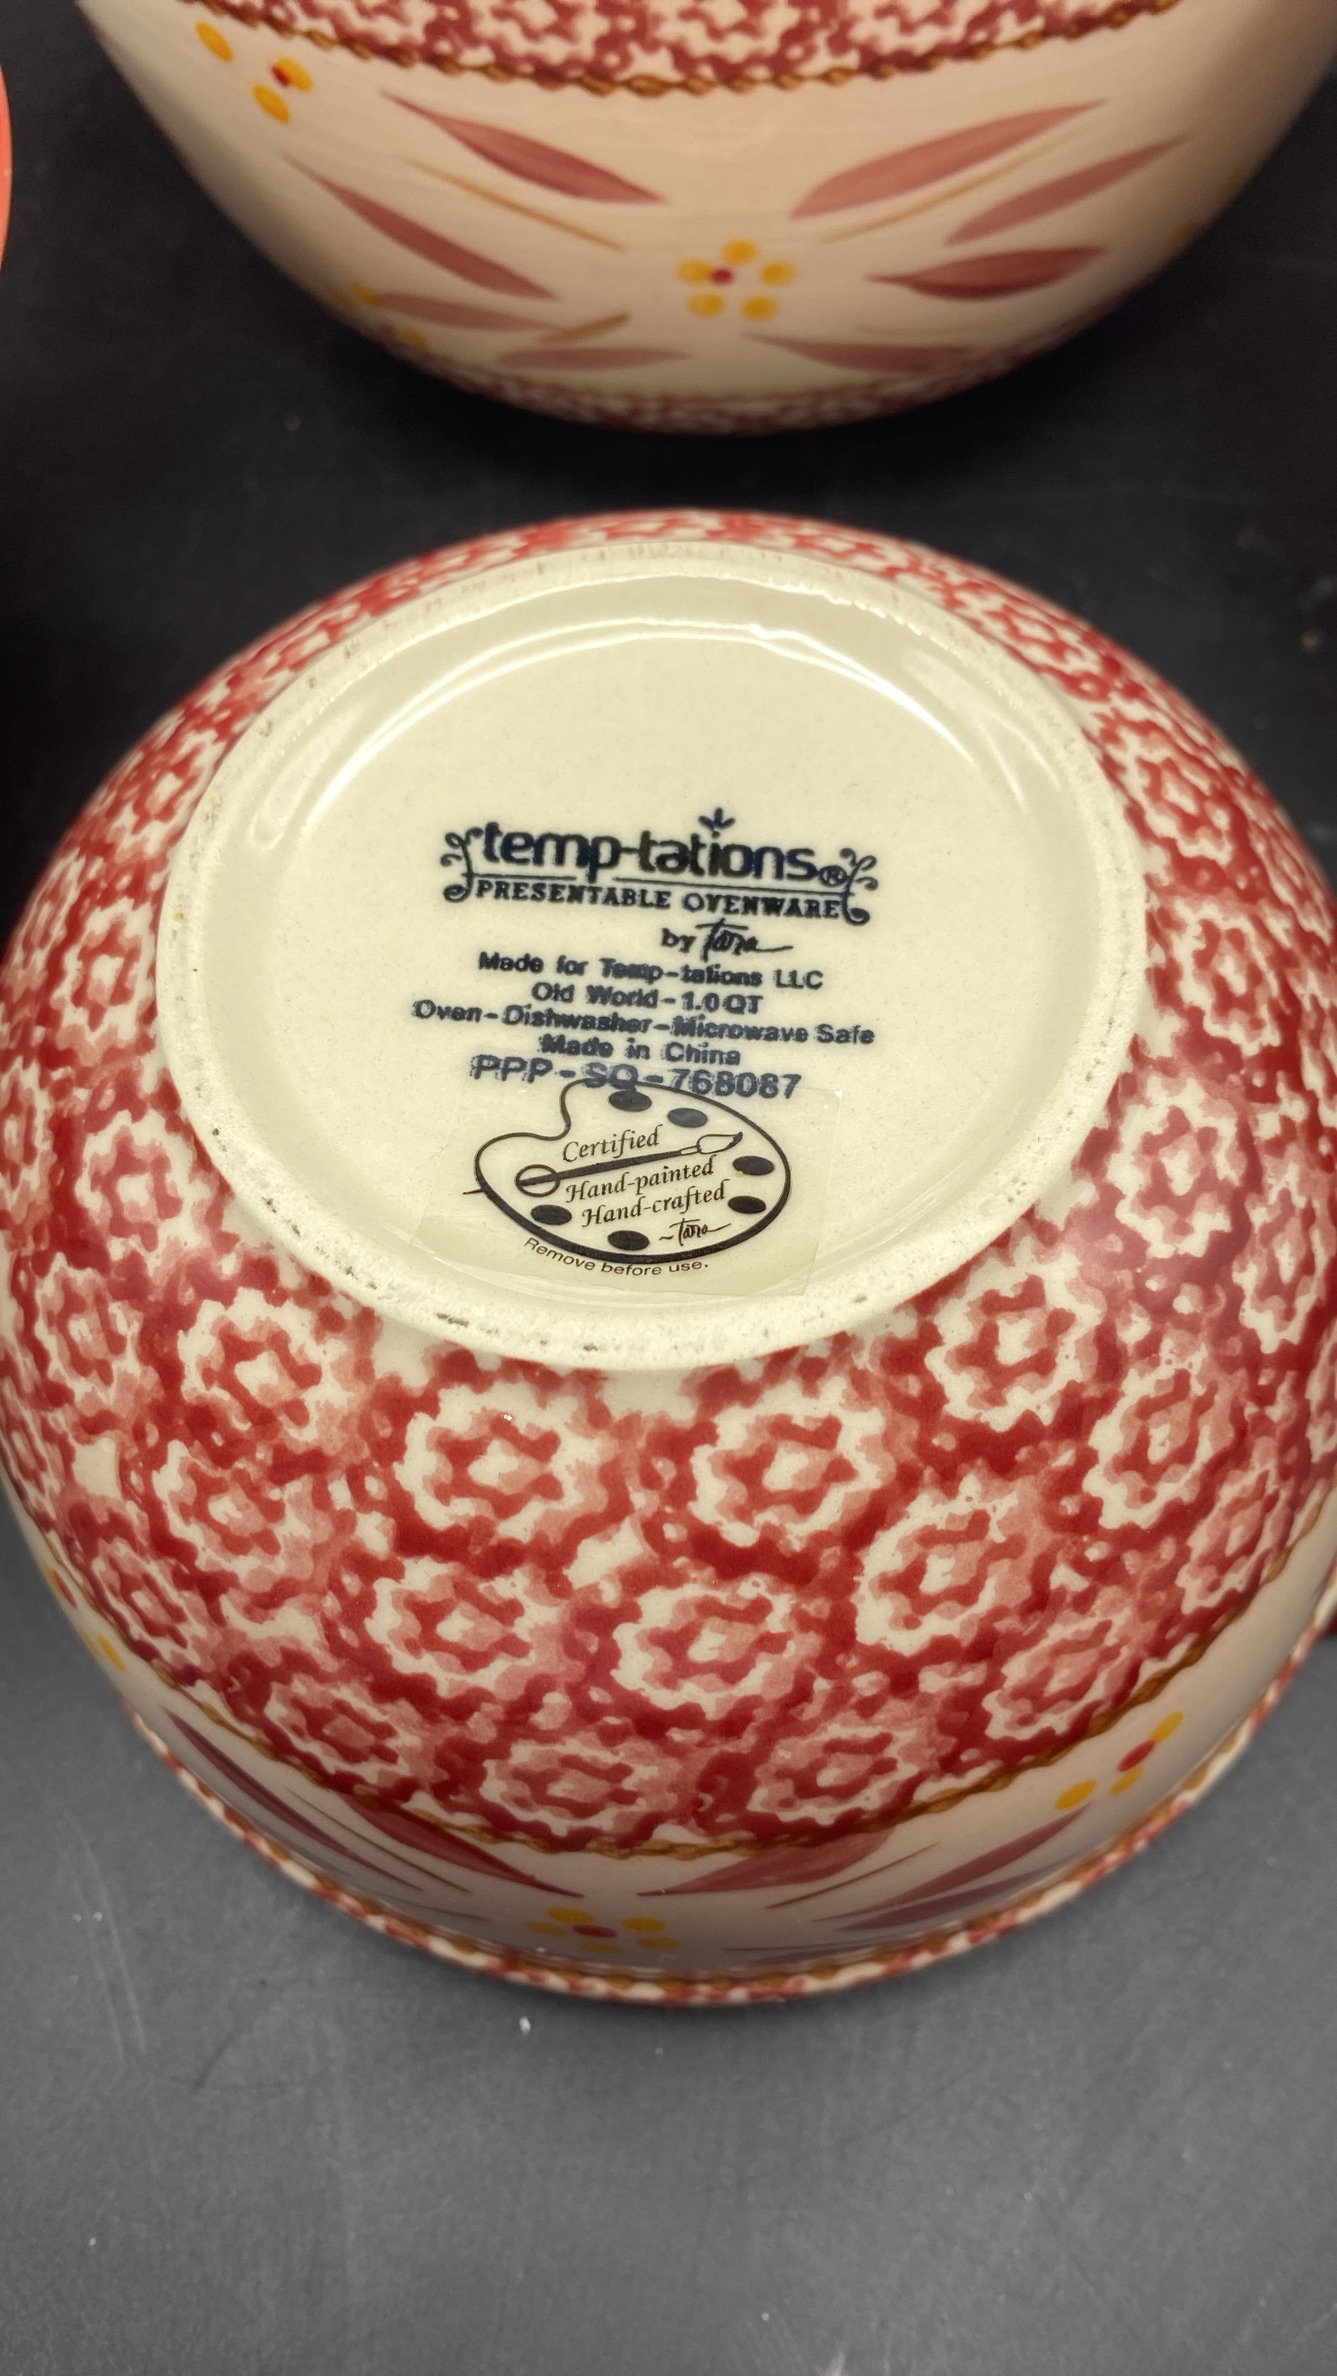 temp-tations®
PRESENTABLE OVENWARE
by Tara
Made for Temp-tations LLC
Old World-1.0QT
Oven-Dishwasher-Microwave Safe
Made in China
PPP-SQ-768087
Certified
Hand-painted
Hand-crafted
~Tara
Remove before use.